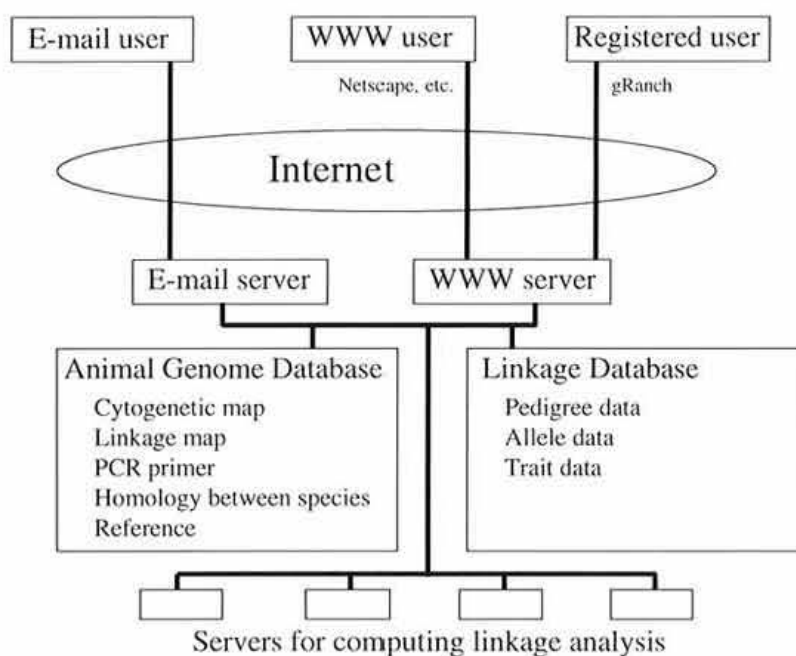 E-mail user
WWW user
Registered user
Netscape, etc.
gRanch
Internet
E-mail server
WWW server
Animal Genome Database
Cytogenetic map
Linkage map
PCR primer
Homology between species
Reference
Linkage Database
Pedigree data
Allele data
Trait data
Servers for computing linkage analysis